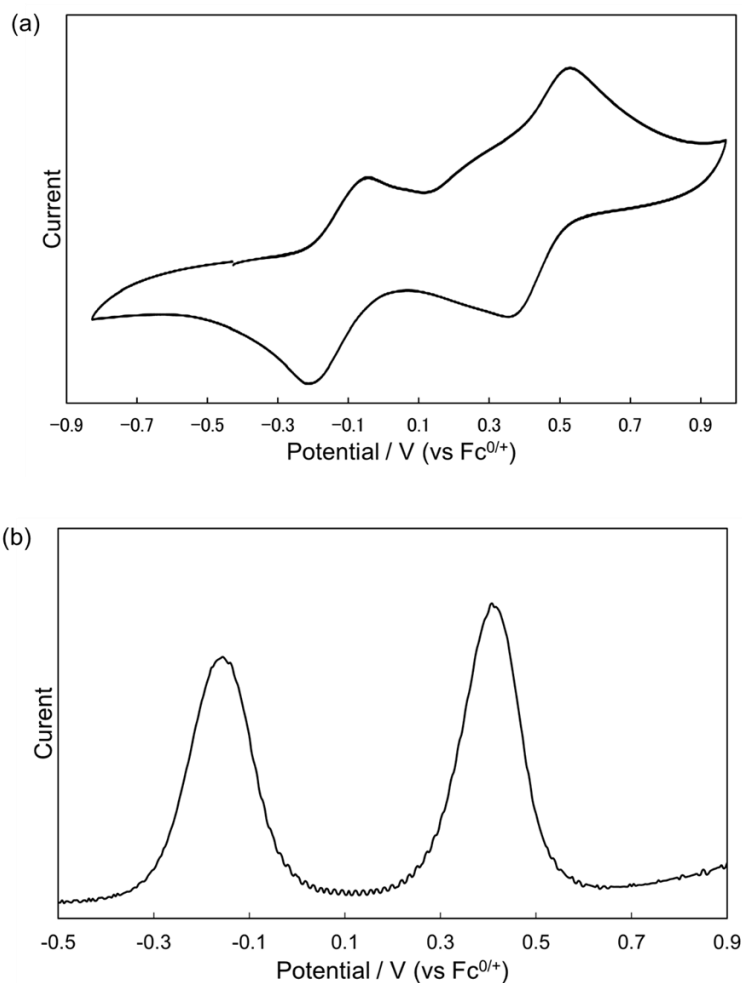 (a)
Current
−0.9 −0.7 −0.5 −0.3 −0.1 0.1 0.3 0.5 0.7 0.9
Potential / V (vs Fc0/+)
(b)
Curent
-0.5 -0.3 -0.1 0.1 0.3 0.5 0.7 0.9
Potential / V (vs Fc0/+)